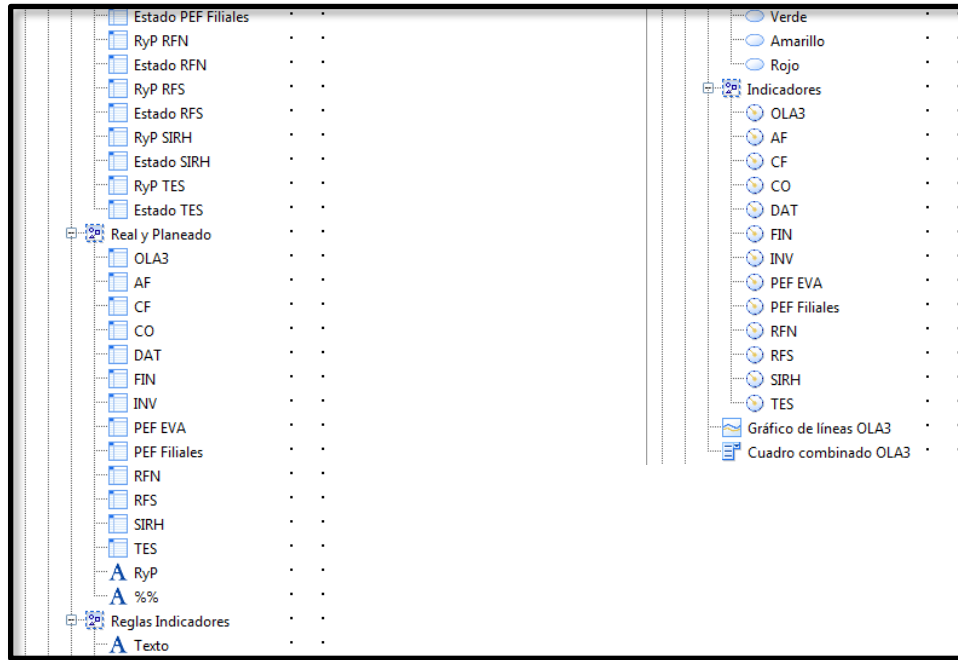 Estado PEF Filiales
RyP RFN
Estado RFN
RyP RFS
Estado RFS
RyP SIRH
Estado SIRH
RyP TES
Estado TES
Real y Planeado
OLA3
AF
CF
CO
DAT
FIN
INV
PEF EVA
PEF Filiales
RFN
RFS
SIRH
TES
RyP
%%
Reglas Indicadores
Texto
Verde
Amarillo
Rojo
Indicadores
OLA3
AF
CF
CO
DAT
FIN
INV
PEF EVA
PEF Filiales
RFN
RFS
SIRH
TES
Gráfico de líneas OLA3
Cuadro combinado OLA3